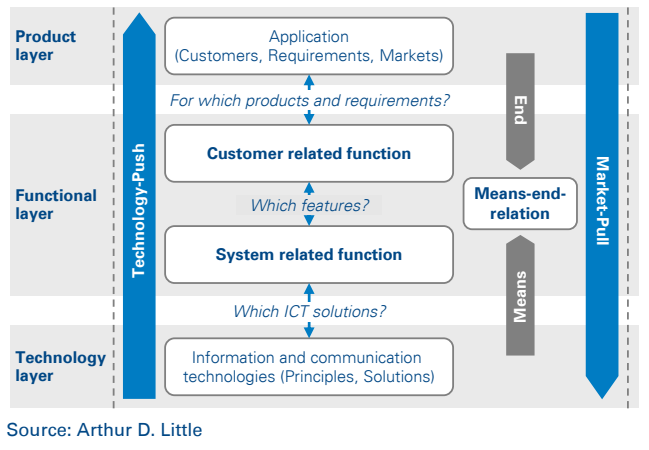 Product
layer
Application
(Customers, Requirements, Markets)
For which products and requirements?
End
Customer related function
Technology-Push
Market-Pull
Functional
layer
Which features?
Means-end-
relation
System related function
Means
Which ICT solutions?
Technology
layer
Information and communication
technologies (Principles, Solutions)
Source: Arthur D. Little